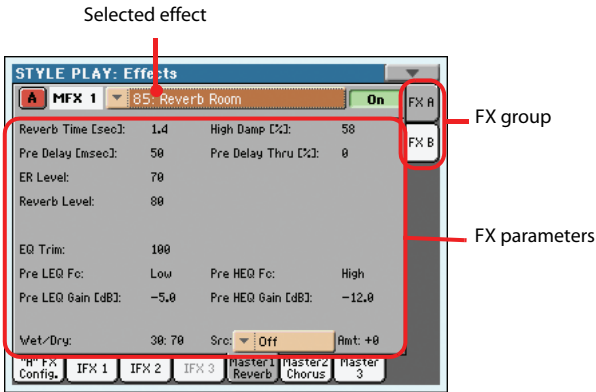 Selected effect
STYLE PLAY: Effects
A MFX 1 85: Reverb Room On FX A
FX group
Reverb Time [sec]: 1.4 High Damp [%]: 58
FX B
Pre Delay [msec]: 50 Pre Delay Thru [%]: 0
ER Level: 70
Reverb Level: 80
FX parameters
EQ Trim: 100
Pre LEQ Fc: Low Pre HEQ Fc: High
Pre LEQ Gain [dB]: -5.0 Pre HEQ Gain [dB]: -12.0
Wet/Dry: 30:70 Src: Off Amt: +0
"A" FX Config. IFX 1 IFX 2 IFX 3 Master1 Reverb Master2 Chorus Master 3